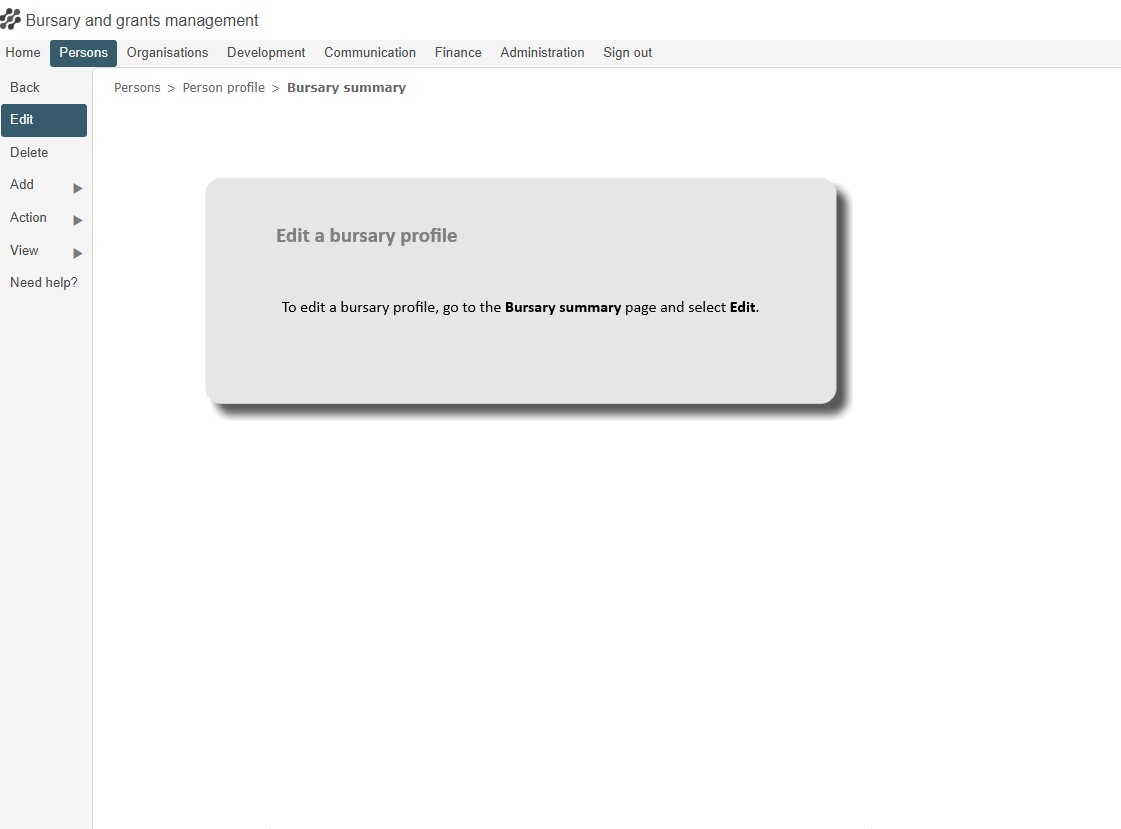 Bursary and grants management
Home Persons Organisations Development Communication Finance Administration Sign out
Back
Edit
Delete
Add
Action
View
Need help?
Persons > Person profile > Bursary summary
Edit a bursary profile
To edit a bursary profile, go to the Bursary summary page and select Edit.